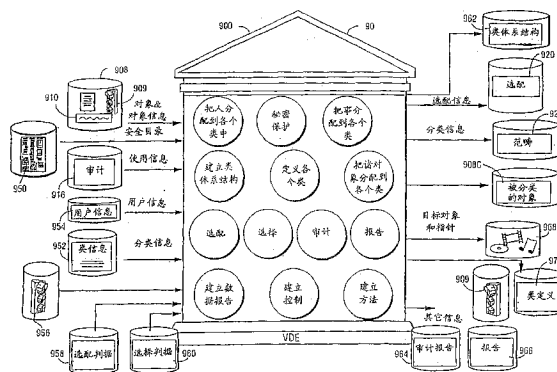 900
90
908
909
910
对象&
对象信息
安全目录
950
审计
916
使用信息
用户信息
954
用户信息
类信息
952
分类信息
956
选配判据
958
选择判据
960
把人分
配到各个
类中
秘密
保护
把事分
配到各个
类
建立类
体系结构
定义各
个类
把诸对
象分配
到各个类
选配
选择
审计
报告
建立数
据报告
建立
控制
建立
方法
VDE
962
类体系结构
920
选配
选配信息
分类信息
范畴
908C
被分类
的对象
目标对象
和指针
968
909
类定义
其它信息
964
审计报告
报告
966